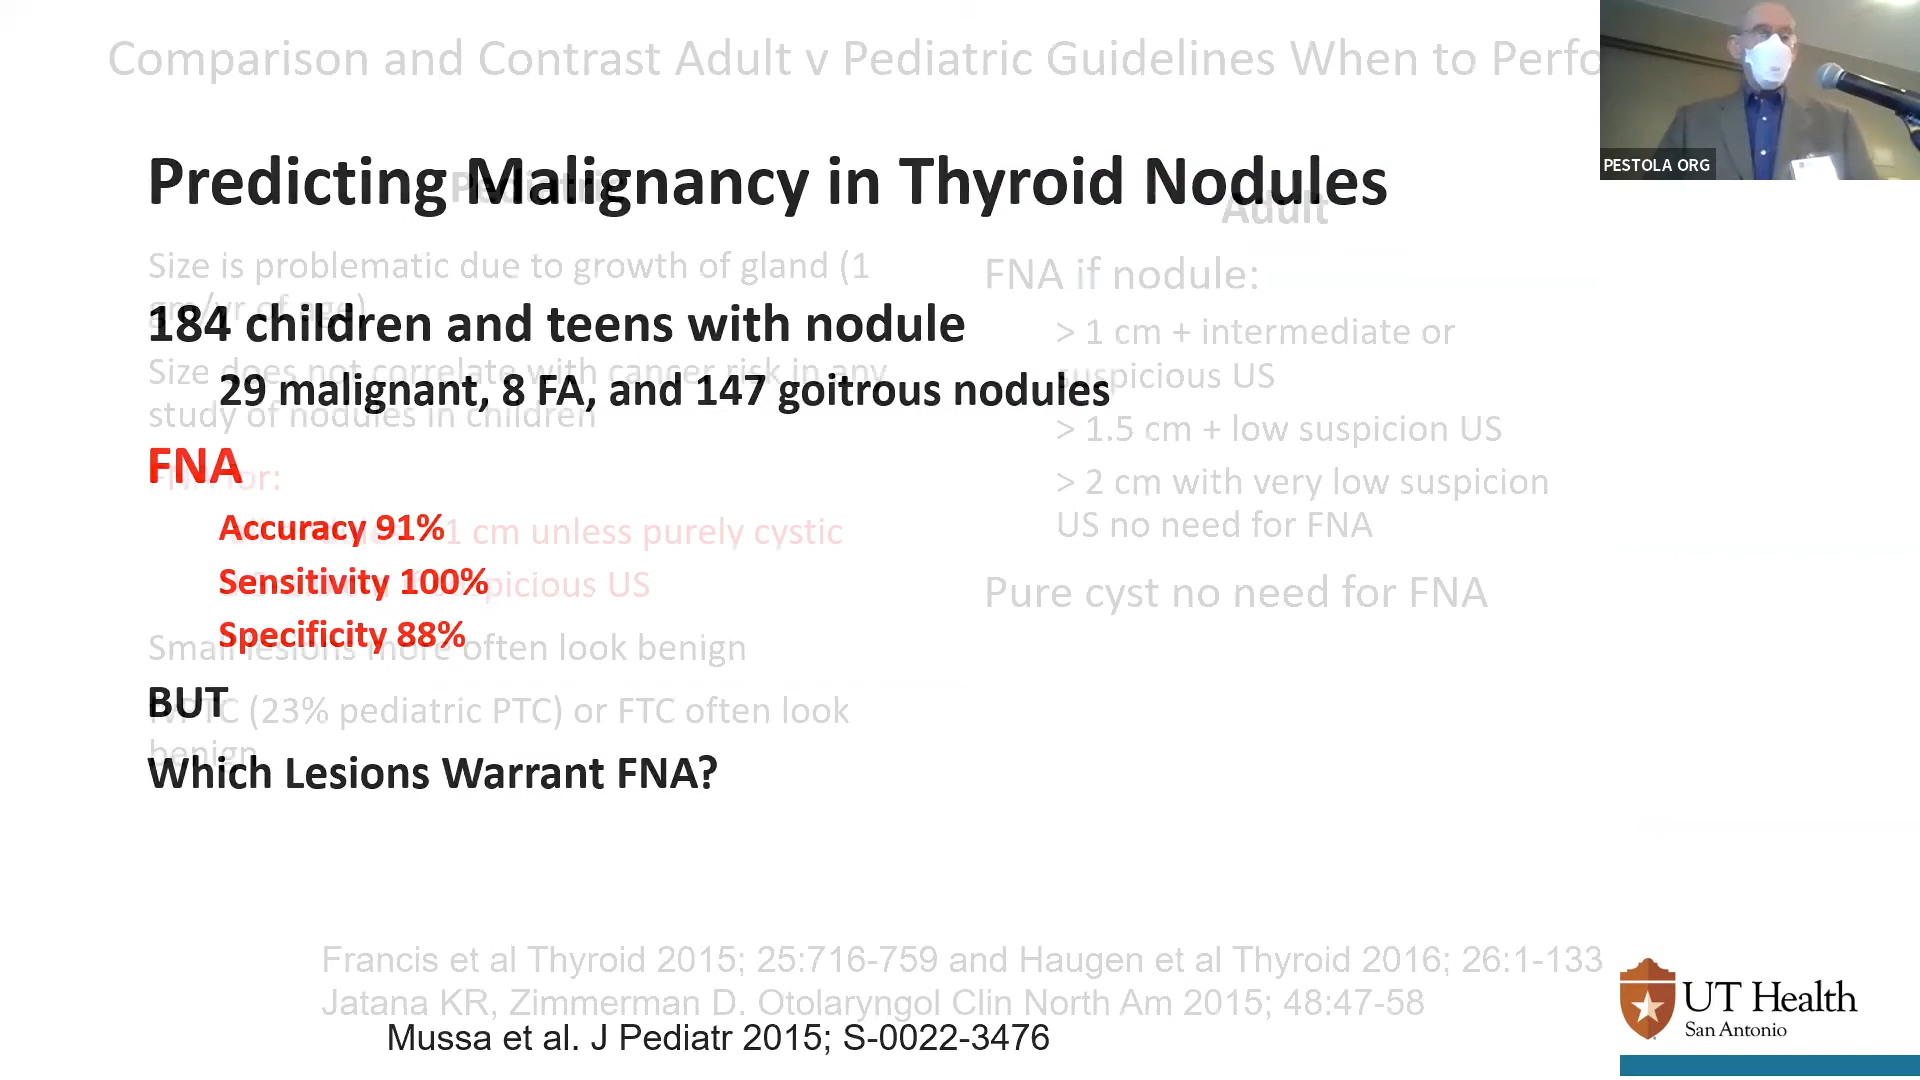 Comparison and Contrast Adult v Pediatric Guidelines When to Perfo
PESTOLA ORG
Predicting Malignancy in Thyroid Nodules
Pediatric
Adult
Size is problematic due to growth of gland (1
gm/yr of age)
184 children and teens with nodule
Size does not correlate with cancer risk in any
study of nodules in children
29 malignant, 8 FA, and 147 goitrous nodules
FNA
for:
Accuracy 91%
1 cm unless purely cystic
Sensitivity 100%
suspicious US
Specificity 88%
Small lesions more often look benign
BUT
(23% pediatric PTC) or FTC often look
benign
Which Lesions Warrant FNA?
FNA if nodule:
> 1 cm + intermediate or
suspicious US
> 1.5 cm + low suspicion US
> 2 cm with very low suspicion
US no need for FNA
Pure cyst no need for FNA
Francis et al Thyroid 2015; 25:716-759 and Haugen et al Thyroid 2016; 26:1-133
Jatana KR, Zimmerman D. Otolaryngol Clin North Am 2015; 48:47-58
Mussa et al. J Pediatr 2015; S-0022-3476
UT Health
San Antonio